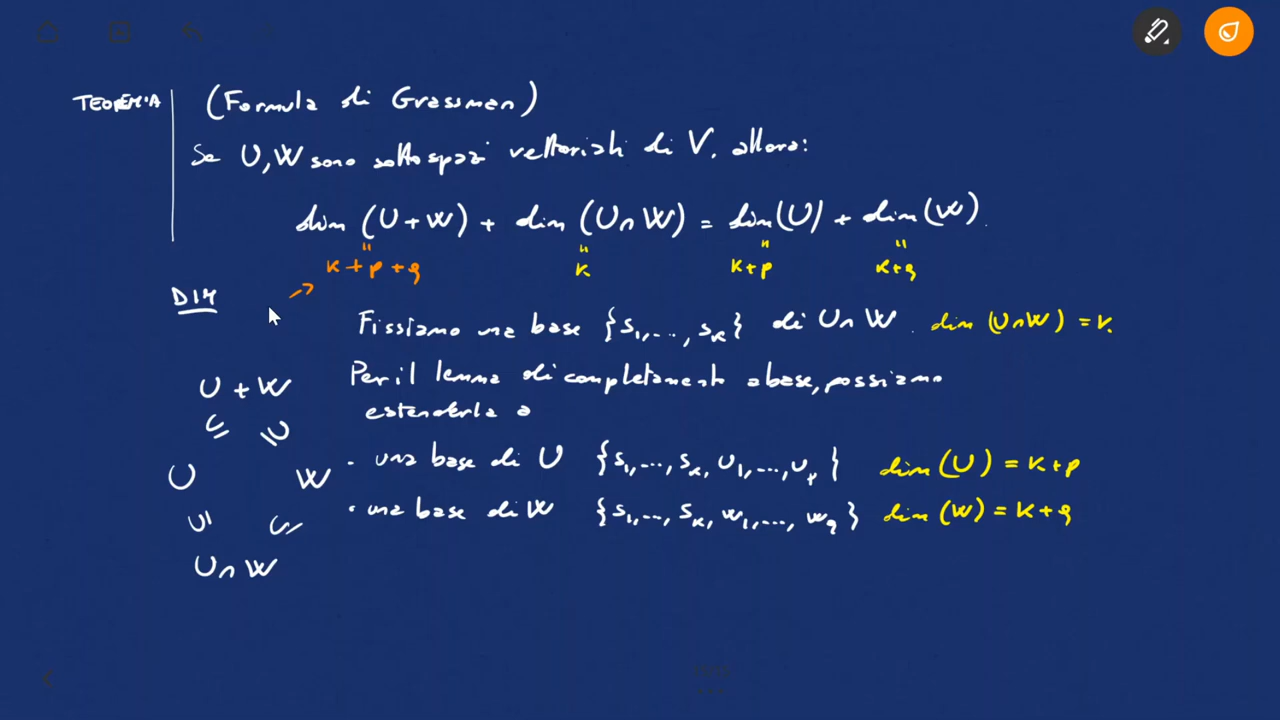 TEOREMA (Formula di Grassman)
Se U, W sono sottospazi vettoriali di V. allora:
dim (U+W) + dim (U∩W) = dim(U) + dim(W).
" " " "
k+p+q k k+p k+q
DIM →
Fissiamo una base {s₁,...,sₖ} di U∩W. dim (U∩W) = k.
Per il lemma di completamento a base, possiamo
estenderla a
U + W
⊆ ⊇
· una base di U {s₁,...,sₖ, u₁,...,uₚ} dim (U) = k+p
U W
· una base di W {s₁,...,sₖ, w₁,...,w_q} dim (W) = k+q
⊇ ⊆
U∩W